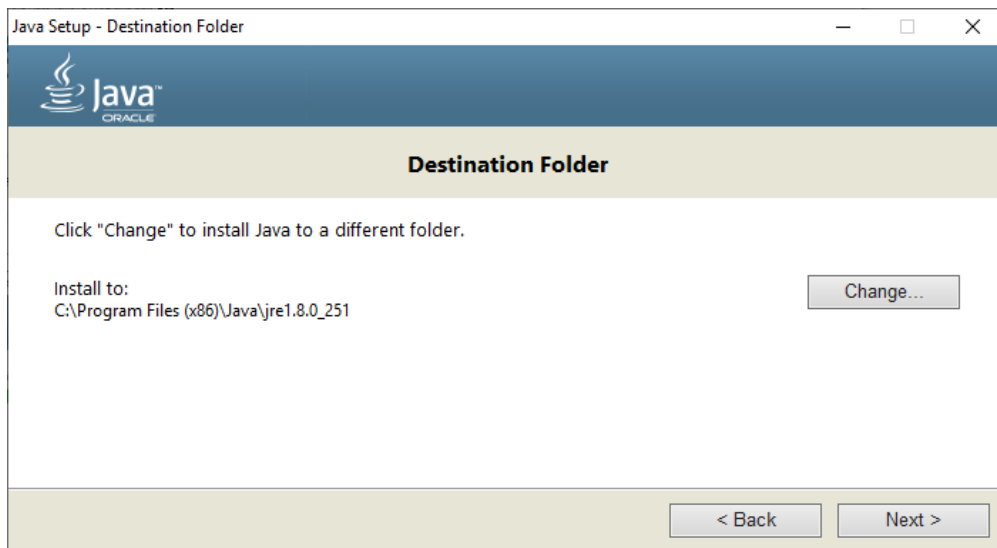 Java Setup - Destination Folder
Java™
ORACLE
Destination Folder
Click "Change" to install Java to a different folder.
Install to:
Change...
C:\Program Files (x86)\Java\jre1.8.0_251
< Back
Next >